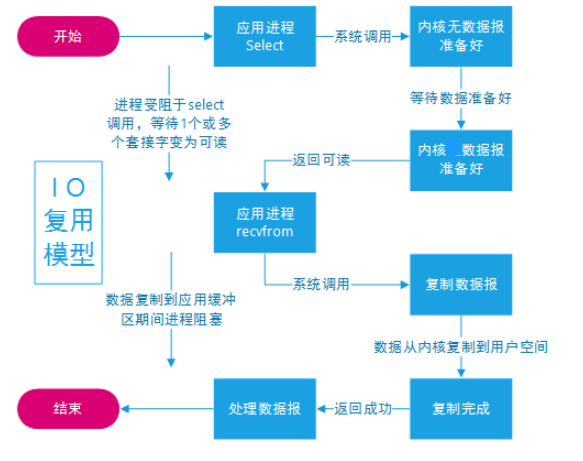 开始
应用进程
Select
系统调用
内核无数据报
准备好
进程受阻于select
调用，等待1个或多
个套接字变为可读
等待数据准备好
内核 数据报
准备好
返回可读
IO
复用
模型
应用进程
recvfrom
系统调用
复制数据报
数据复制到应用缓冲
区期间进程阻塞
数据从内核复制到用户空间
结束
处理数据报
返回成功
复制完成